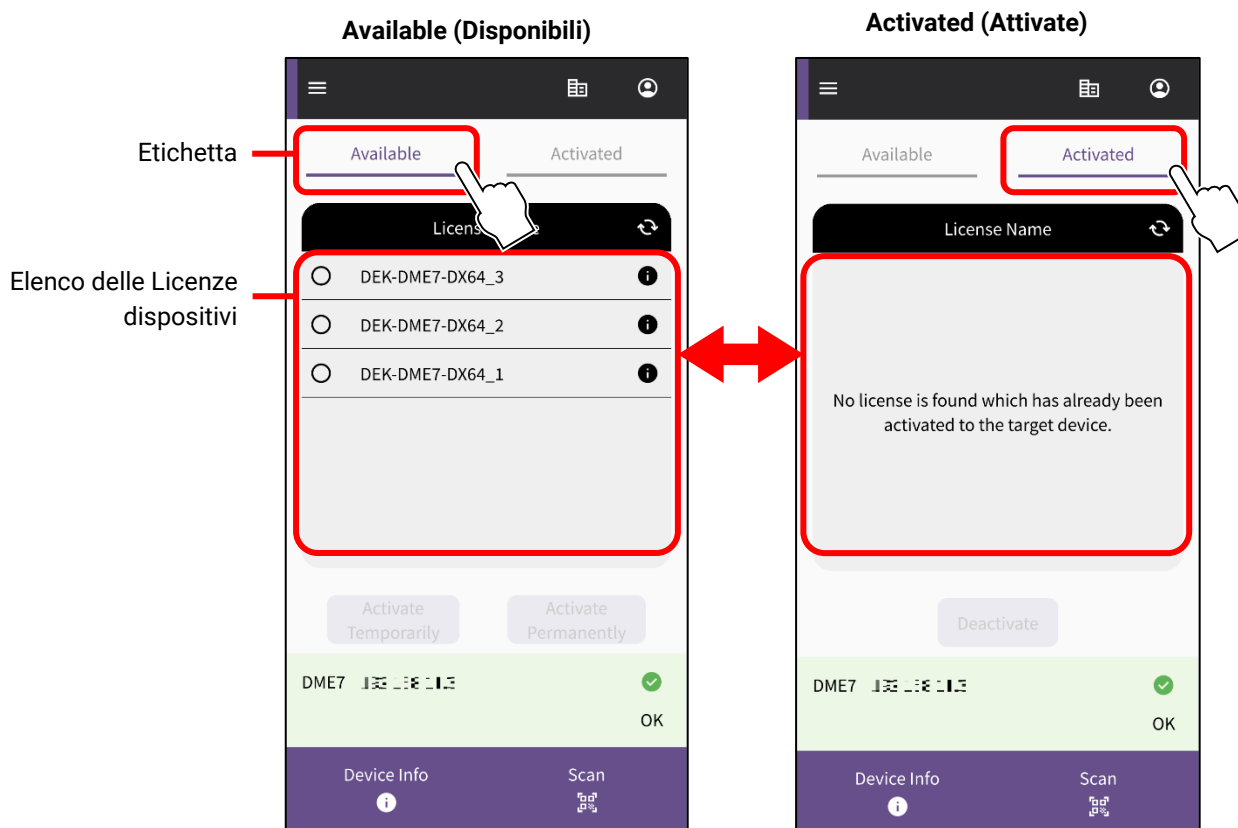 Available (Disponibili)
Activated (Attivate)
Etichetta
Available
Activated
License
Elenco delle Licenze
dispositivi
DEK-DME7-DX64_3
DEK-DME7-DX64_2
DEK-DME7-DX64_1
Activate
Temporarily
Activate
Permanently
DME7
OK
Device Info
Scan
Available
Activated
License Name
No license is found which has already been
activated to the target device.
Deactivate
DME7
OK
Device Info
Scan